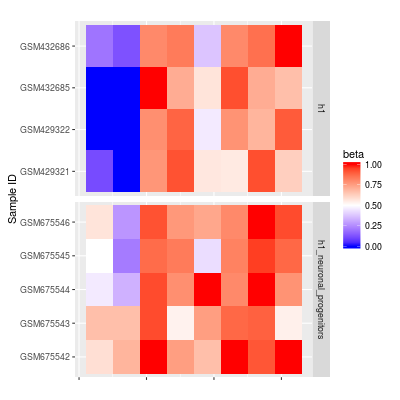 GSM432686
GSM432685
GSM429322
GSM429321
h1
GSM675546
GSM675545
GSM675544
GSM675543
GSM675542
h1_neuronal_progenitors
Sample ID
beta
1.00
0.75
0.50
0.25
0.00